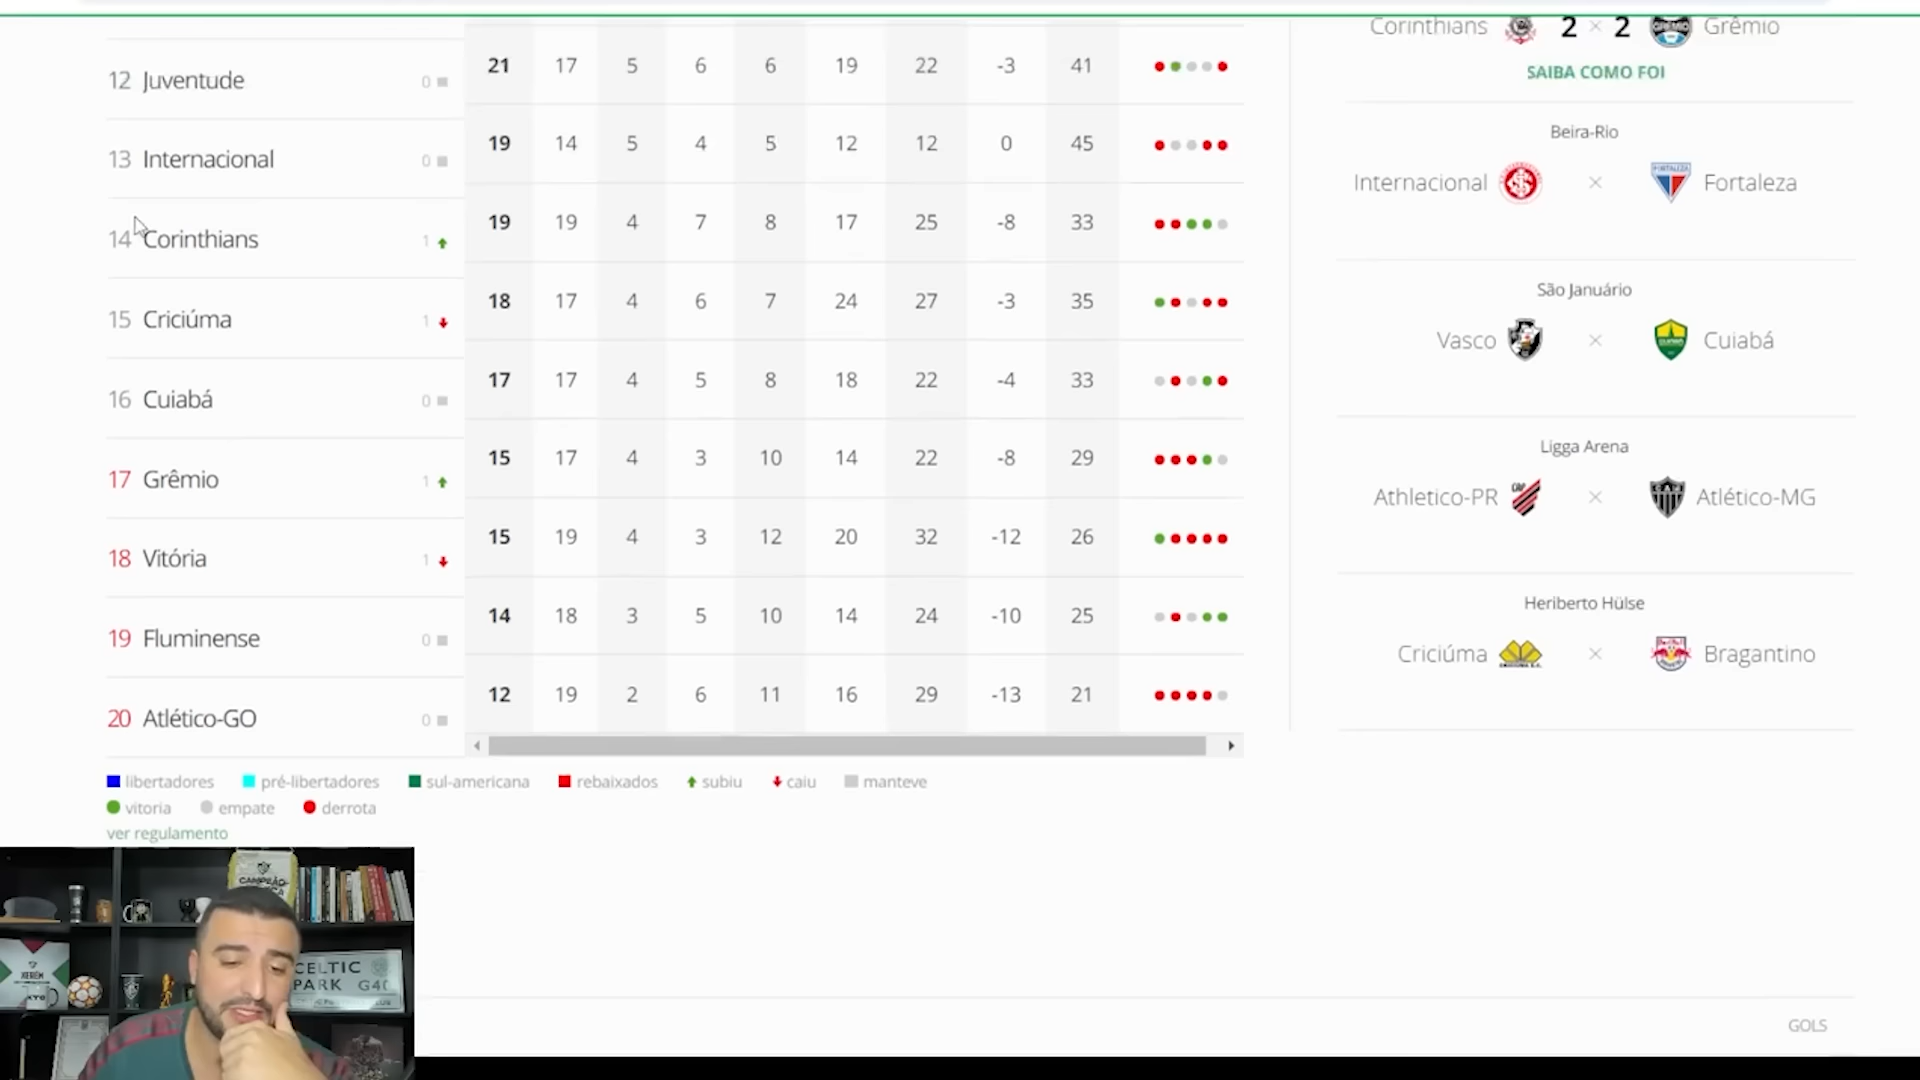 Corinthians 2 × 2 Grêmio
SAIBA COMO FOI
12 Juventude 0 21 17 5 6 6 19 22 -3 41
13 Internacional 0 19 14 5 4 5 12 12 0 45
14 Corinthians 1 19 19 4 7 8 17 25 -8 33
15 Criciúma 1 18 17 4 6 7 24 27 -3 35
16 Cuiabá 0 17 17 4 5 8 18 22 -4 33
17 Grêmio 1 15 17 4 3 10 14 22 -8 29
18 Vitória 1 15 19 4 3 12 20 32 -12 26
19 Fluminense 0 14 18 3 5 10 14 24 -10 25
20 Atlético-GO 0 12 19 2 6 11 16 29 -13 21
Beira-Rio
Internacional × Fortaleza
São Januário
Vasco × Cuiabá
Ligga Arena
Athletico-PR × Atlético-MG
Heriberto Hülse
Criciúma × Bragantino
libertadores pré-libertadores sul-americana rebaixados subiu caiu manteve
vitoria empate derrota
ver regulamento
CAMPEÃO
XERÉM
CELTIC
PARK G40
GOLS